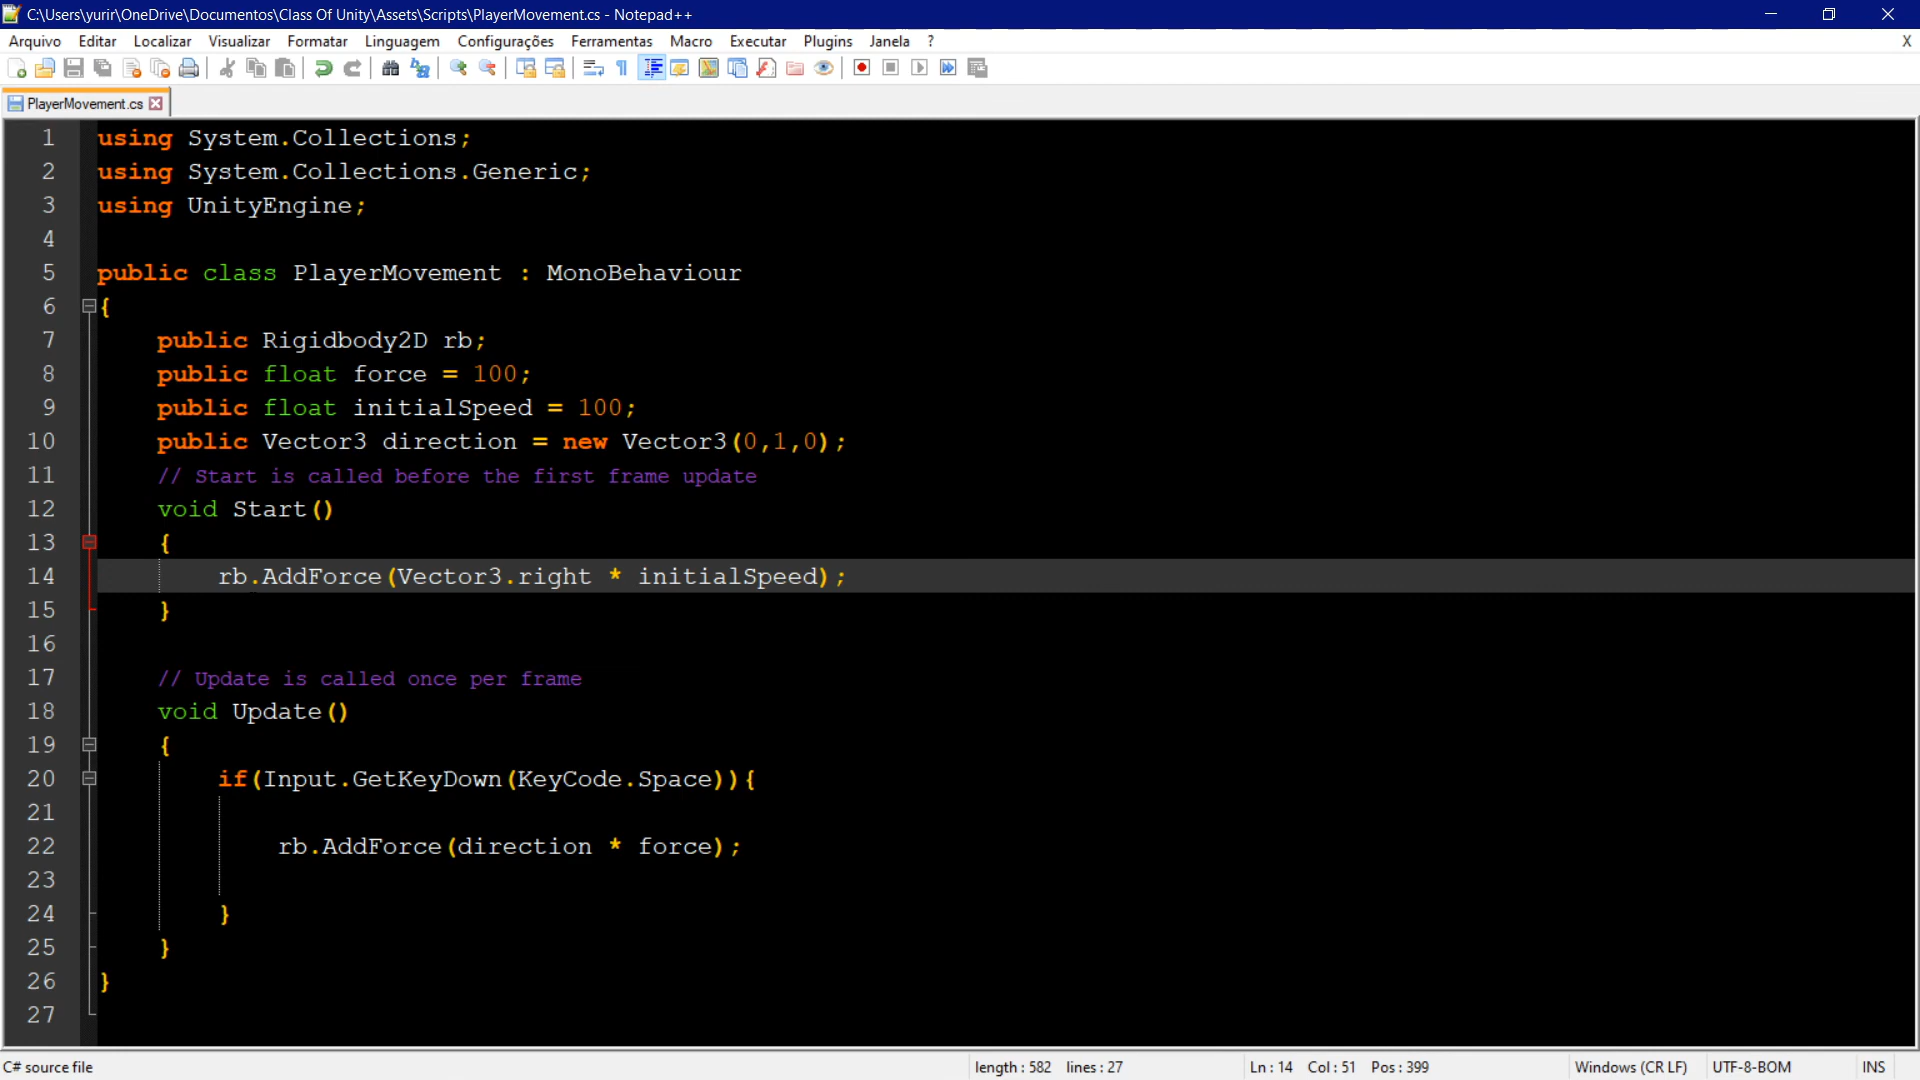 C:\Users\yurir\OneDrive\Documentos\Class Of Unity\Assets\Scripts\PlayerMovement.cs - Notepad++
Arquivo Editar Localizar Visualizar Formatar Linguagem Configurações Ferramentas Macro Executar Plugins Janela ? X
PlayerMovement.cs
1 using System.Collections;
2 using System.Collections.Generic;
3 using UnityEngine;
4
5 public class PlayerMovement : MonoBehaviour
6 {
7 public Rigidbody2D rb;
8 public float force = 100;
9 public float initialSpeed = 100;
10 public Vector3 direction = new Vector3(0,1,0);
11 // Start is called before the first frame update
12 void Start()
13 {
14 rb.AddForce(Vector3.right * initialSpeed);
15 }
16
17 // Update is called once per frame
18 void Update()
19 {
20 if(Input.GetKeyDown(KeyCode.Space)){
21
22 rb.AddForce(direction * force);
23
24 }
25 }
26 }
27
C# source file length : 582 lines : 27 Ln : 14 Col : 51 Pos : 399 Windows (CR LF) UTF-8-BOM INS